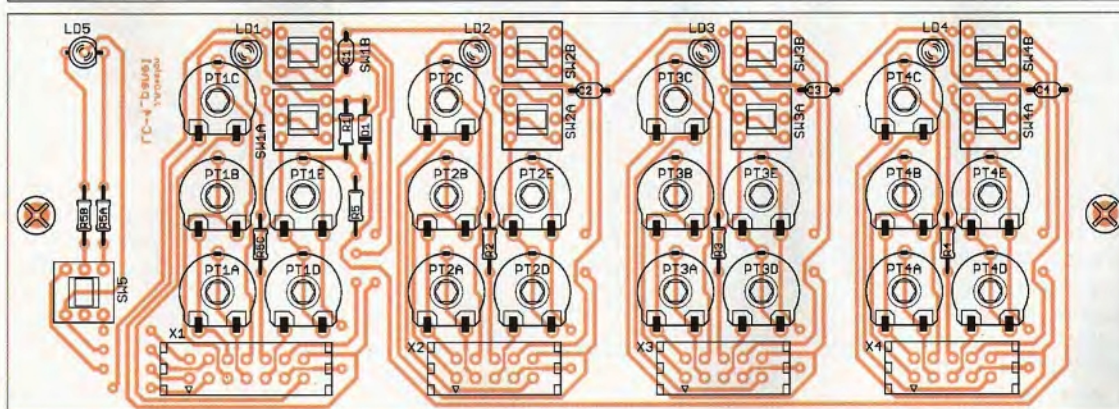 LD5
LD1
SW1B
C1
LD2
SW2B
LD3
SW3B
LD4
SW4B
PT1C
SW1A
R1
D1
PT2C
SW2A
C2
PT3C
SW3A
C3
PT4C
SW4A
C4
R5B
R5A
PT1B
PT1E
R5
PT2B
PT2E
PT3B
PT3E
PT4B
PT4E
R5C
R2
R3
R4
SW5
PT1A
PT1D
PT2A
PT2D
PT3A
PT3D
PT4A
PT4D
X1
X2
X3
X4